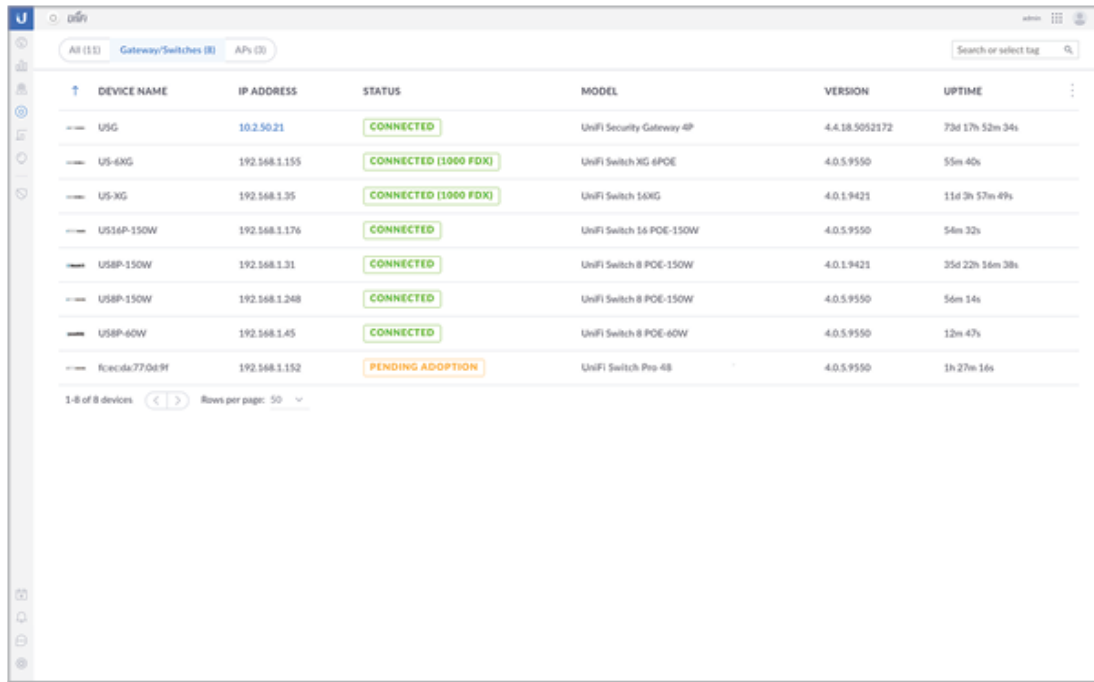 UniFi admin
All (11) Gateway/Switches (8) APs (3) Search or select tag
↑ DEVICE NAME IP ADDRESS STATUS MODEL VERSION UPTIME
USG 10.2.50.21 CONNECTED UniFi Security Gateway 4P 4.4.18.5052172 73d 17h 52m 34s
US-6XG 192.168.1.155 CONNECTED (1000 FDX) UniFi Switch XG 6POE 4.0.5.9550 55m 40s
US-XG 192.168.1.35 CONNECTED (1000 FDX) UniFi Switch 16XG 4.0.1.9421 11d 3h 57m 49s
US16P-150W 192.168.1.176 CONNECTED UniFi Switch 16 POE-150W 4.0.5.9550 54m 32s
US8P-150W 192.168.1.31 CONNECTED UniFi Switch 8 POE-150W 4.0.1.9421 35d 22h 16m 38s
US8P-150W 192.168.1.248 CONNECTED UniFi Switch 8 POE-150W 4.0.5.9550 56m 14s
US8P-60W 192.168.1.45 CONNECTED UniFi Switch 8 POE-60W 4.0.5.9550 12m 47s
fc:ec:da:77:0d:9f 192.168.1.152 PENDING ADOPTION UniFi Switch Pro 48 4.0.5.9550 1h 27m 16s
1-8 of 8 devices < > Rows per page: 50